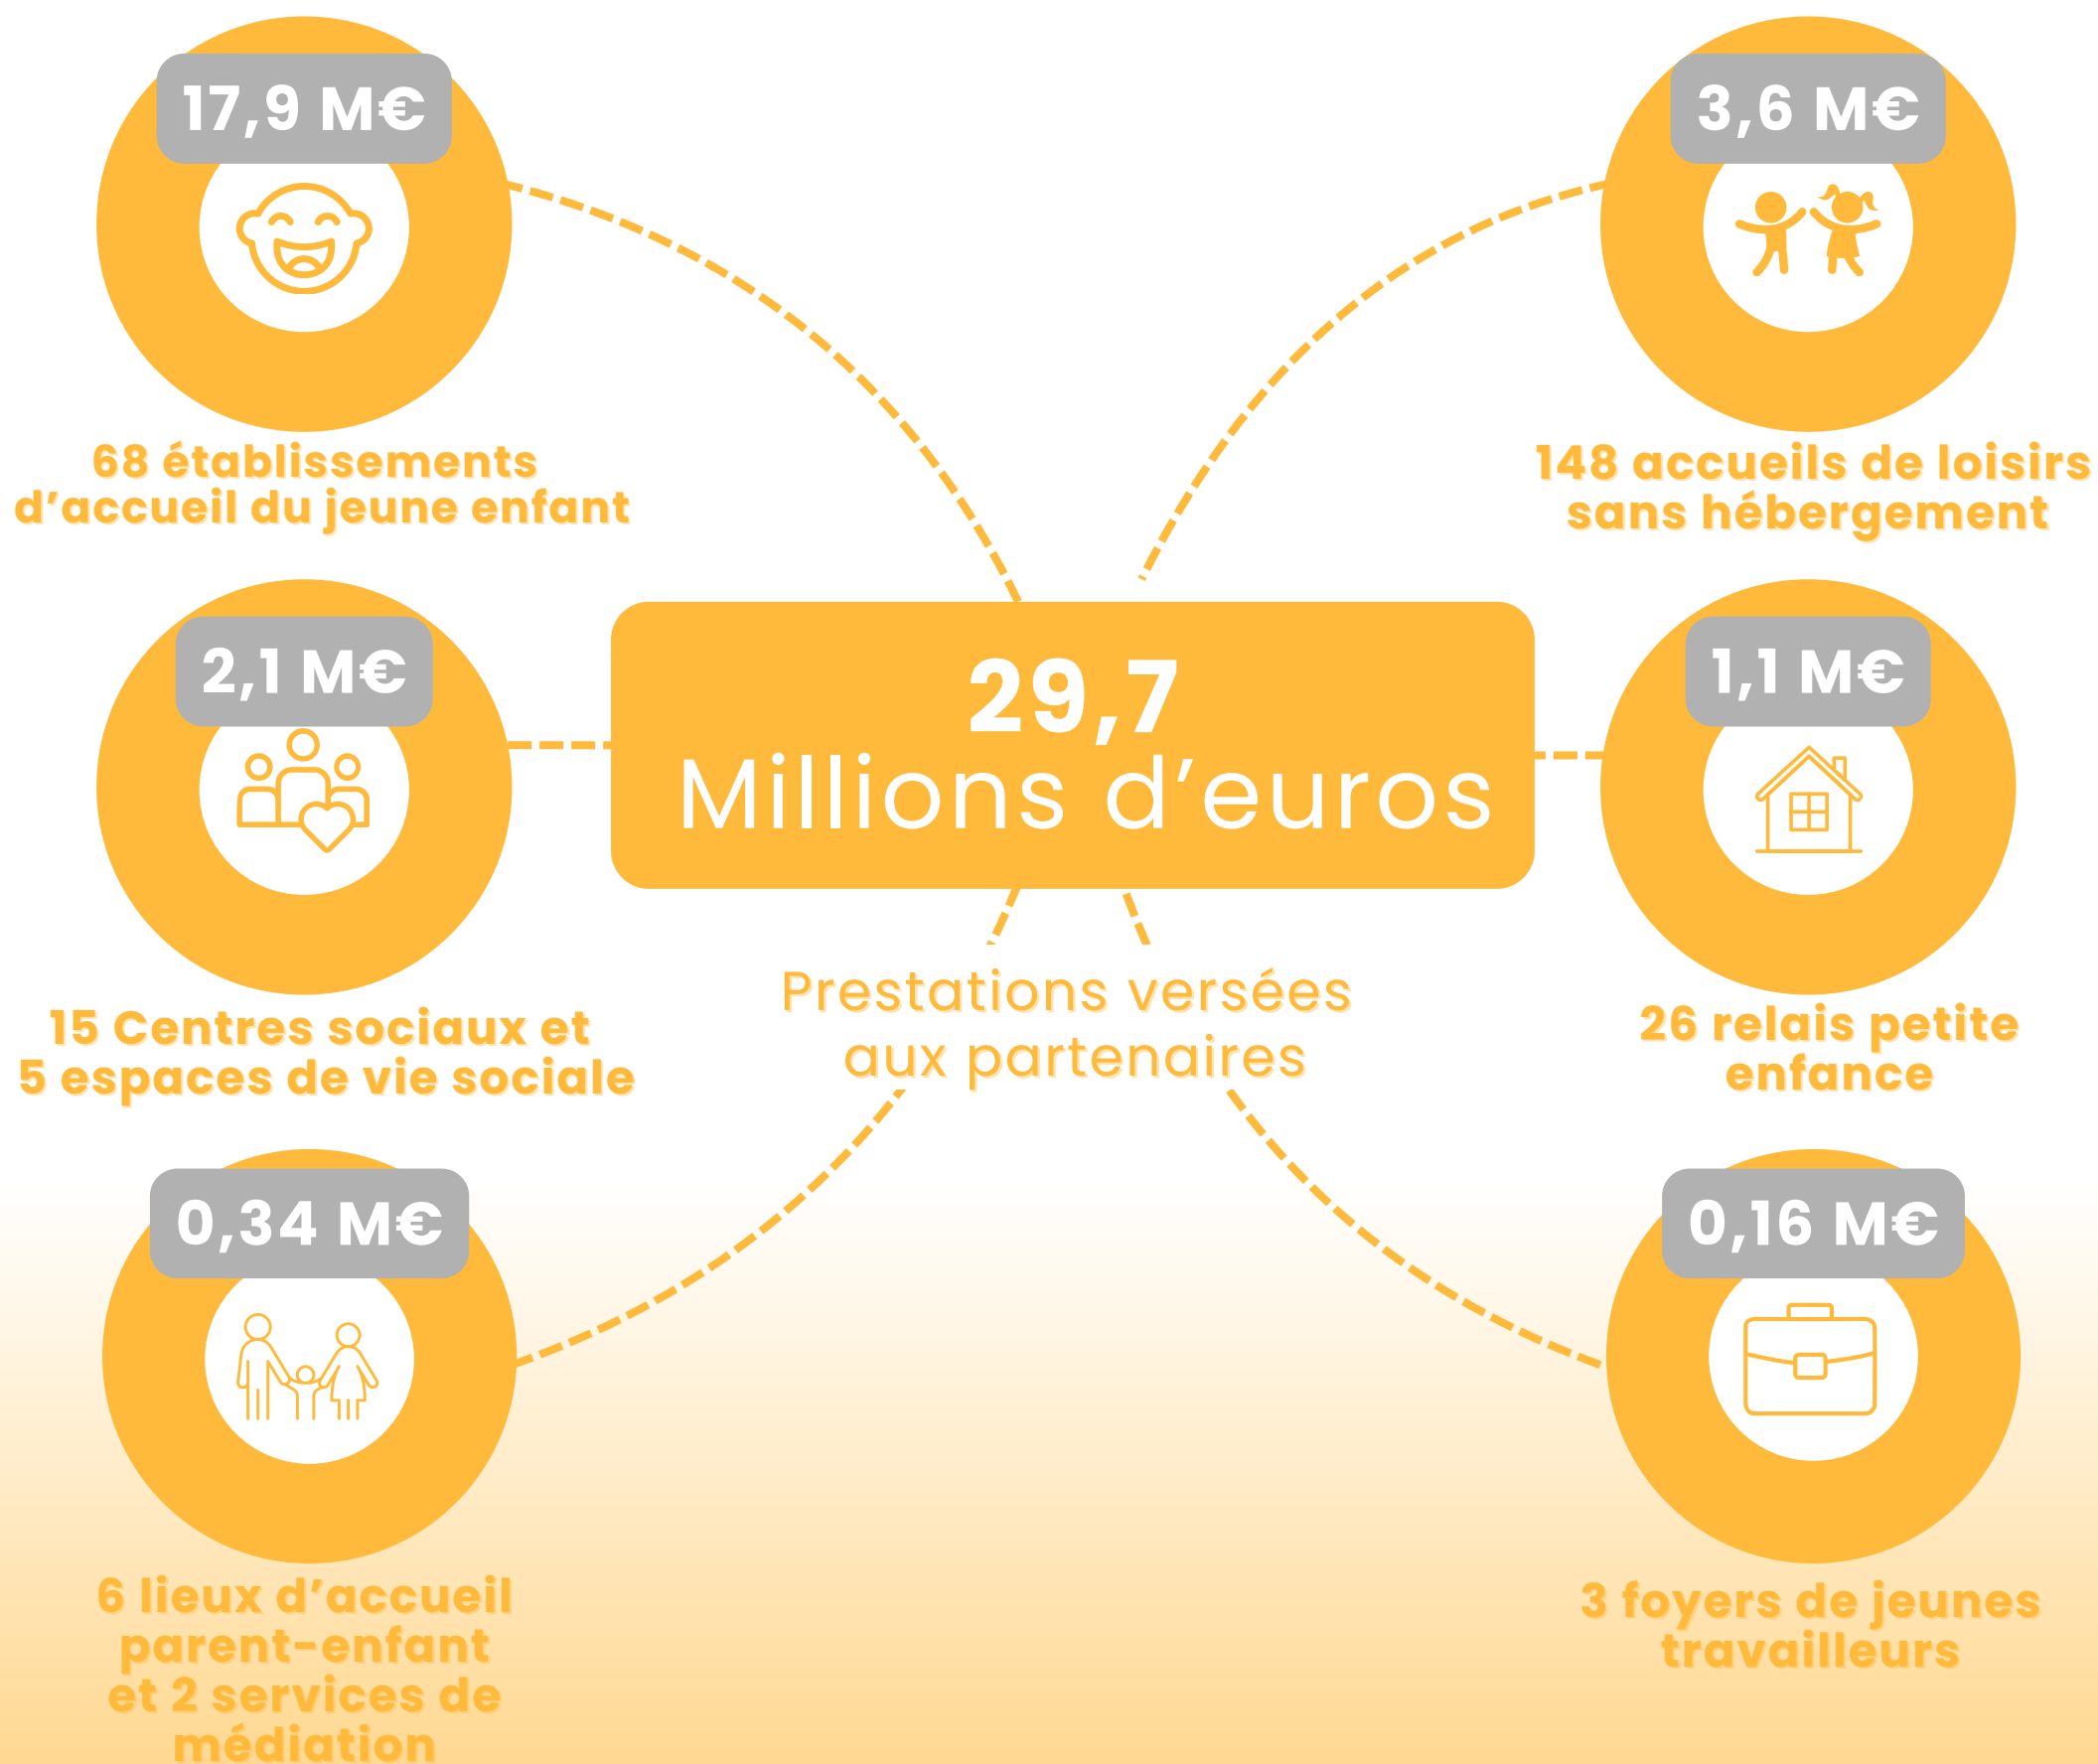 17,9 M€
68 établissements
d’accueil du jeune enfant
2,1 M€
15 Centres sociaux et
5 espaces de vie sociale
0,34 M€
6 lieux d’accueil
parent-enfant
et 2 services de
médiation
29,7
Millions d’euros
Prestations versées
aux partenaires
3,6 M€
148 accueils de loisirs
sans hébergement
1,1 M€
26 relais petite
enfance
0,16 M€
3 foyers de jeunes
travailleurs